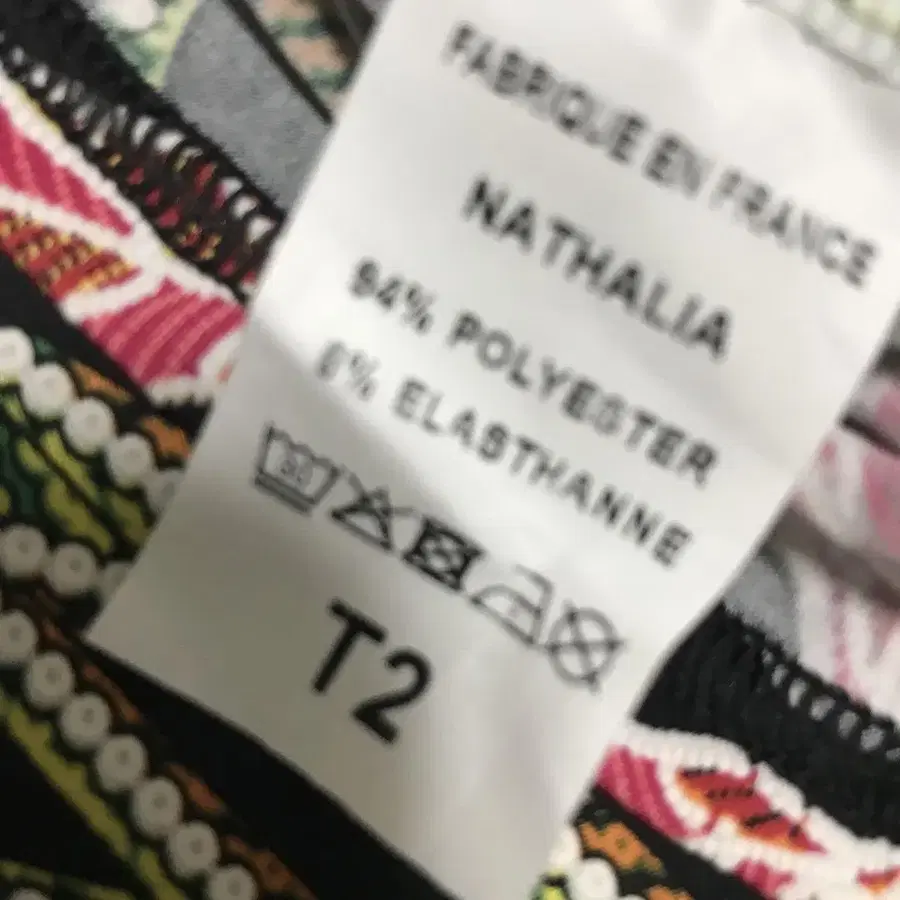 FABRIQUE EN FRANCE
NATHALIA
94% POLYESTER
6% ELASTHANNE
30
T2